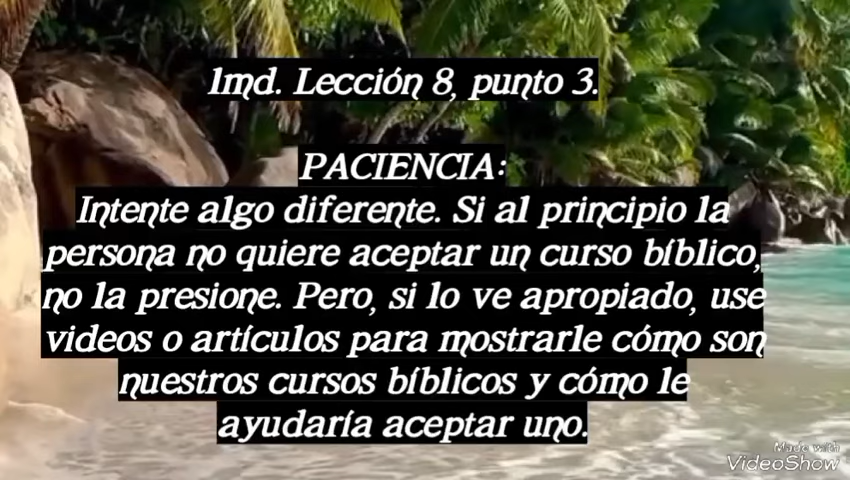 lmd. Lección 8, punto 3.
PACIENCIA:
Intente algo diferente. Si al principio la
persona no quiere aceptar un curso bíblico,
no la presione. Pero, si lo ve apropiado, use
videos o artículos para mostrarle cómo son
nuestros cursos bíblicos y cómo le
ayudaría aceptar uno.
Made with
VideoShow